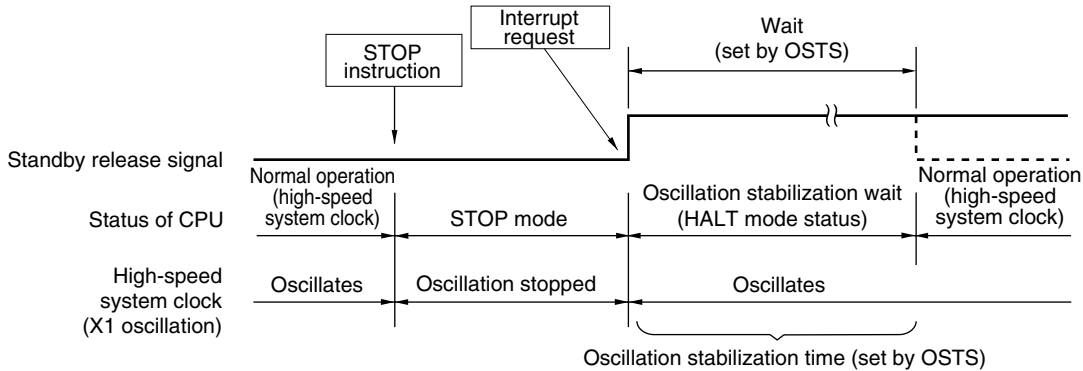 Interrupt
request
Wait
(set by OSTS)
STOP
instruction
Standby release signal
Normal operation
(high-speed
system clock)
Status of CPU
STOP mode
Oscillation stabilization wait
(HALT mode status)
Normal operation
(high-speed
system clock)
High-speed
system clock
(X1 oscillation)
Oscillates
Oscillation stopped
Oscillates
Oscillation stabilization time (set by OSTS)